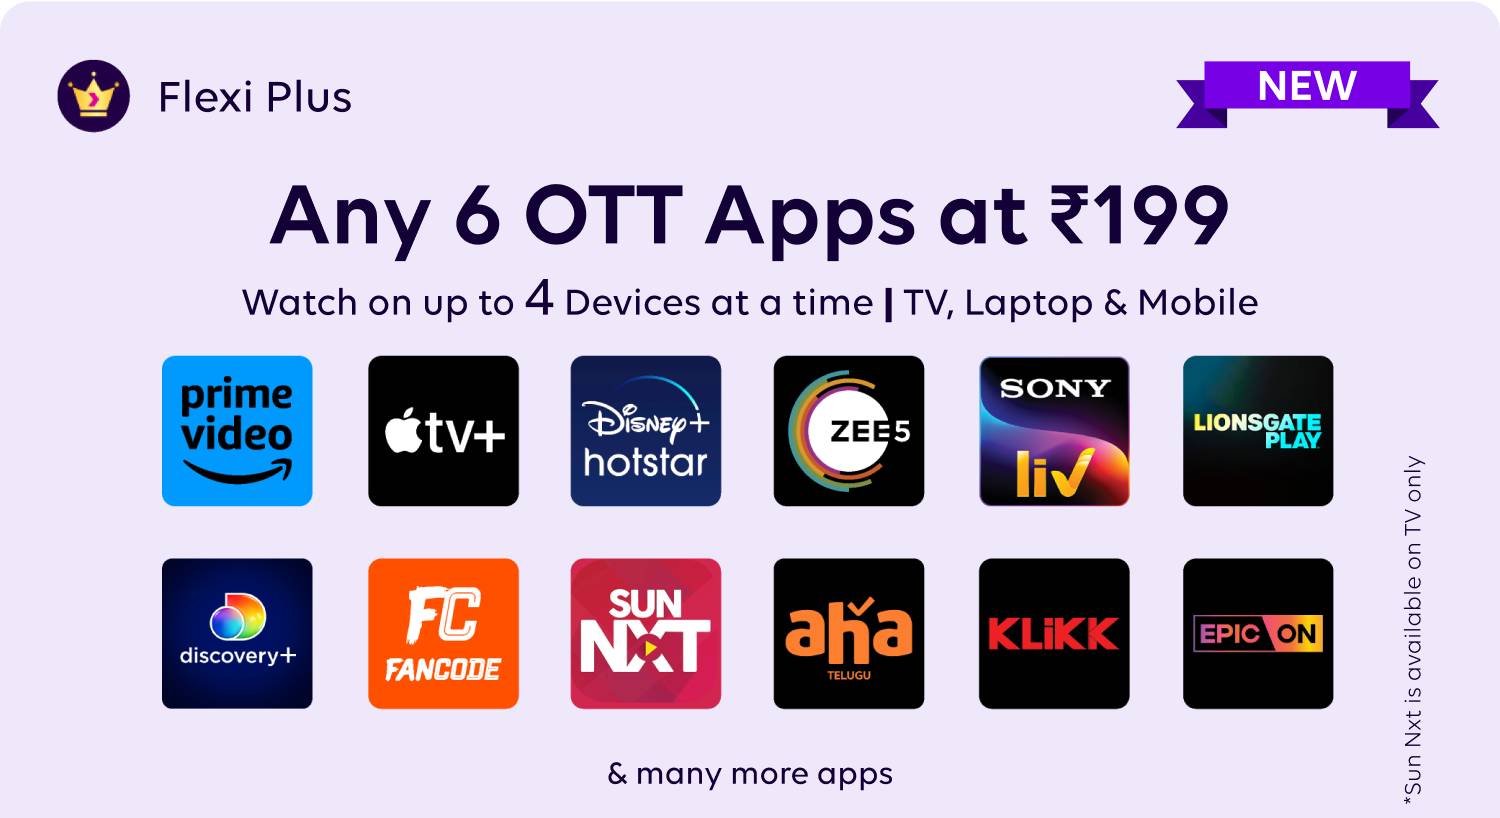 Flexi Plus
NEW
Any 6 OTT Apps at ₹199
Watch on up to 4 Devices at a time | TV, Laptop & Mobile
prime
video
tv+
Disney+
hotstar
ZEE5
SONY
liv
LIONSGATE
PLAY
discovery+
FC
FANCODE
SUN
NXT
aha
TELUGU
KLiKK
EPIC ON
& many more apps
*Sun Nxt is available on TV only